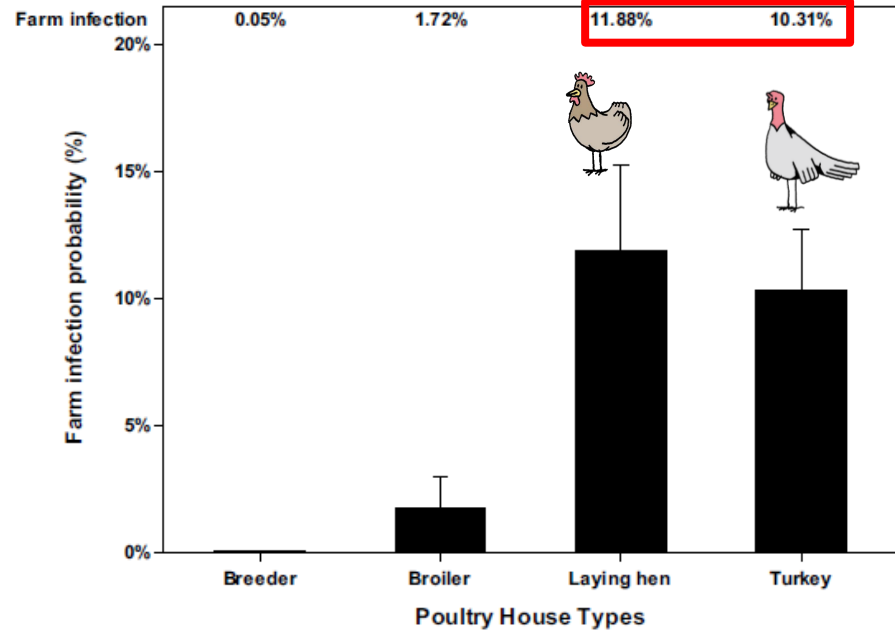 Farm infection 0.05% 1.72% 11.88% 10.31%
20%
15%
10%
5%
0%
Farm infection probability (%)
Breeder Broiler Laying hen Turkey
Poultry House Types